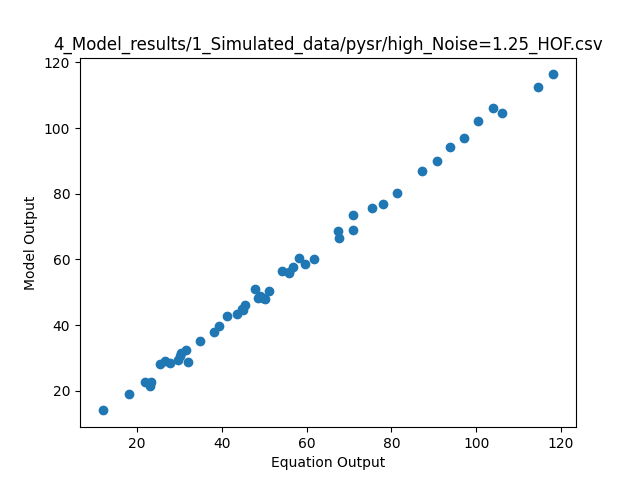 4_Model_results/1_Simulated_data/pysr/high_Noise=1.25_HOF.csv
120
100
80
60
40
20
Model Output
20 40 60 80 100 120
Equation Output